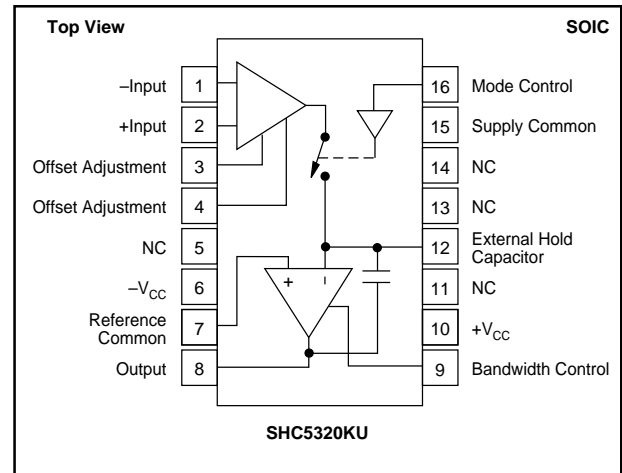 Top View
SOIC
–Input 1
+Input 2
Offset Adjustment 3
Offset Adjustment 4
NC 5
–VCC 6
Reference
Common 7
Output 8
16 Mode Control
15 Supply Common
14 NC
13 NC
12 External Hold
Capacitor
11 NC
10 +VCC
9 Bandwidth Control
+ –
SHC5320KU